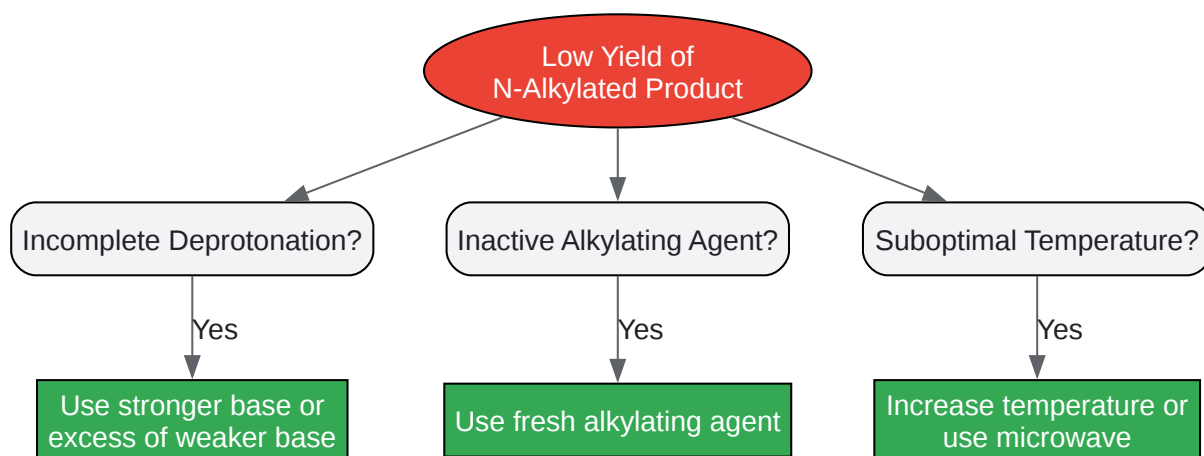 Low Yield of
N-Alkylated Product
Incomplete Deprotonation?
Inactive Alkylating Agent?
Suboptimal Temperature?
Yes
Yes
Yes
Use stronger base or
excess of weaker base
Use fresh alkylating agent
Increase temperature or
use microwave